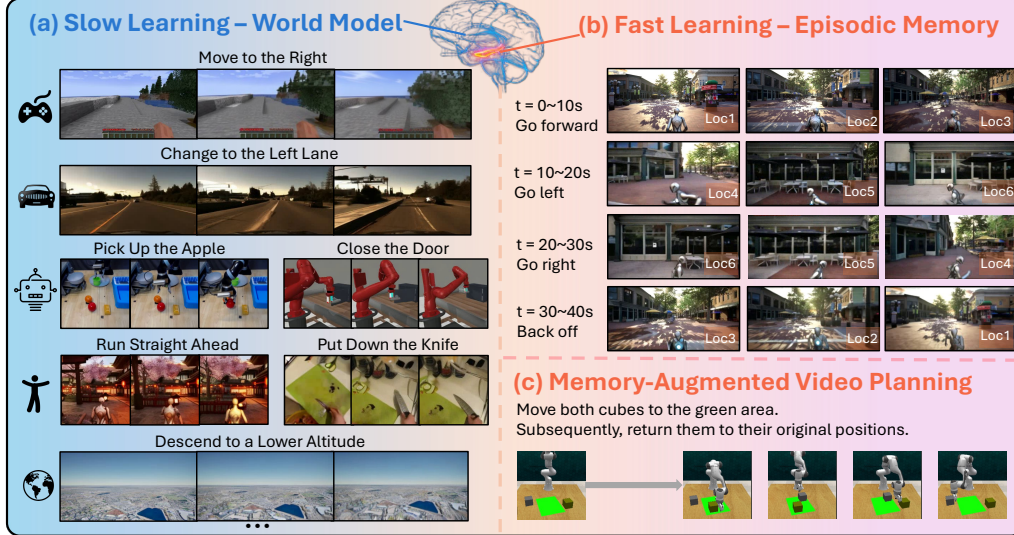 (a) Slow Learning – World Model
Move to the Right
Change to the Left Lane
Pick Up the Apple
Close the Door
Run Straight Ahead
Put Down the Knife
Descend to a Lower Altitude
•••
(b) Fast Learning – Episodic Memory
t = 0~10s
Go forward
Loc1
Loc2
Loc3
t = 10~20s
Go left
Loc4
Loc5
Loc6
t = 20~30s
Go right
Loc6
Loc5
Loc4
t = 30~40s
Back off
Loc3
Loc2
Loc1
(c) Memory-Augmented Video Planning
Move both cubes to the green area.
Subsequently, return them to their original positions.